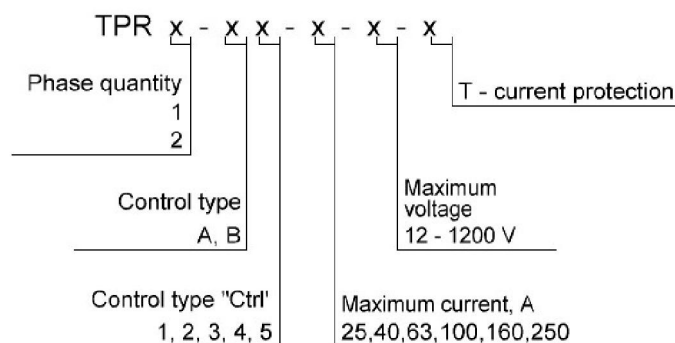 TPR x - x x - x - x - x
Phase quantity
1
2
T - current protection
Control type
A, B
Maximum
voltage
12 - 1200 V
Control type "Ctrl'
1, 2, 3, 4, 5
Maximum current, A
25,40,63,100,160,250